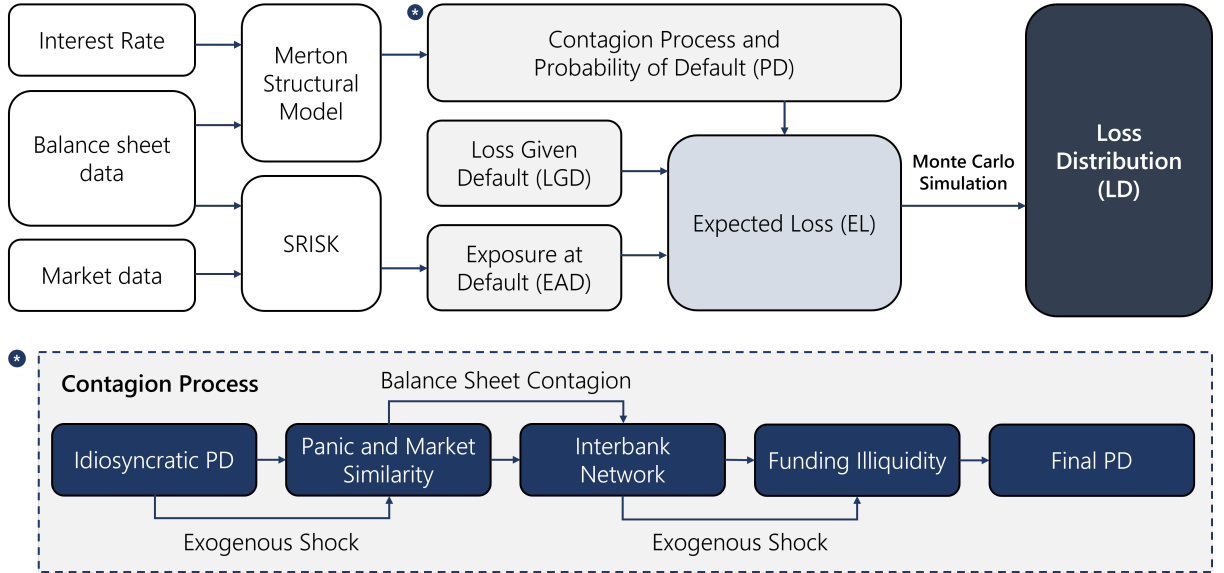 Interest Rate
Balance sheet
data
Market data
Merton
Structural
Model
SRISK
*
Contagion Process and
Probability of Default (PD)
Loss Given
Default (LGD)
Exposure at
Default (EAD)
Expected Loss (EL)
Monte Carlo
Simulation
Loss
Distribution
(LD)
*
Contagion Process
Balance Sheet Contagion
Idiosyncratic PD
Panic and Market
Similarity
Interbank
Network
Funding Illiquidity
Final PD
Exogenous Shock
Exogenous Shock